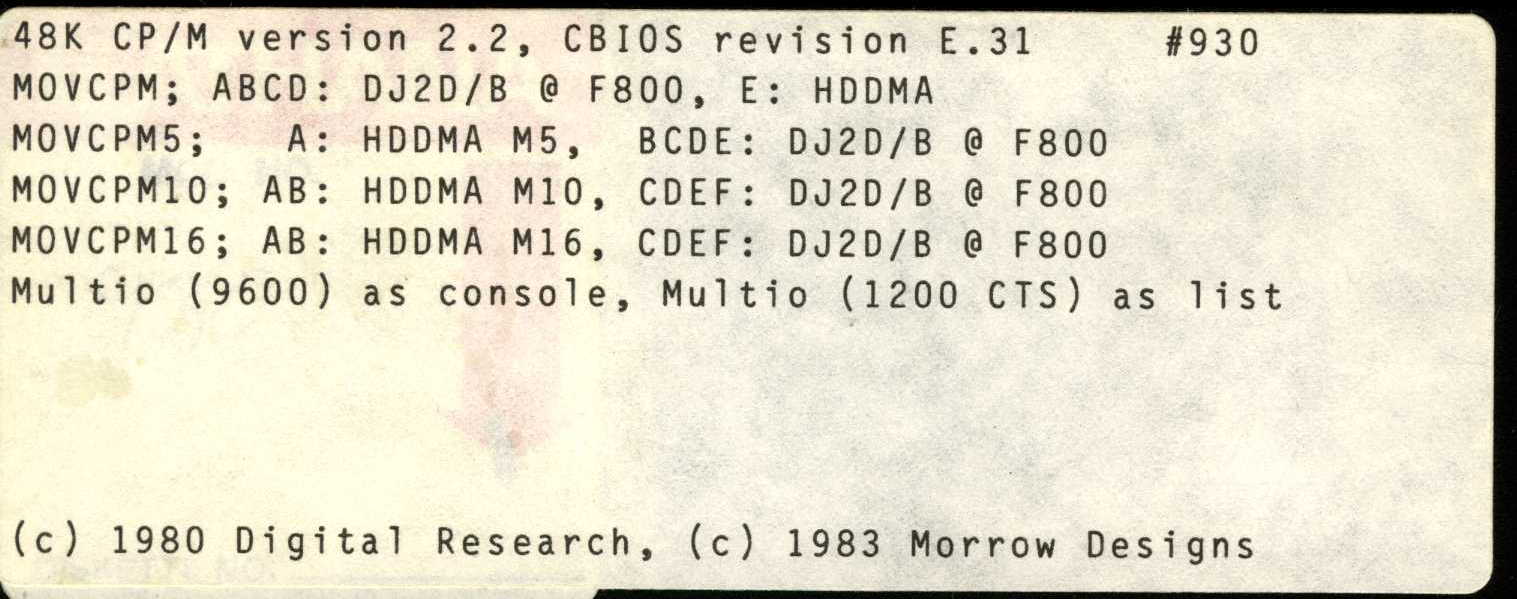 48K CP/M version 2.2, CBIOS revision E.31 #930
MOVCPM; ABCD: DJ2D/B @ F800, E: HDDMA
MOVCPM5; A: HDDMA M5, BCDE: DJ2D/B @ F800
MOVCPM10; AB: HDDMA M10, CDEF: DJ2D/B @ F800
MOVCPM16; AB: HDDMA M16, CDEF: DJ2D/B @ F800
Multio (9600) as console, Multio (1200 CTS) as list
(c) 1980 Digital Research, (c) 1983 Morrow Designs